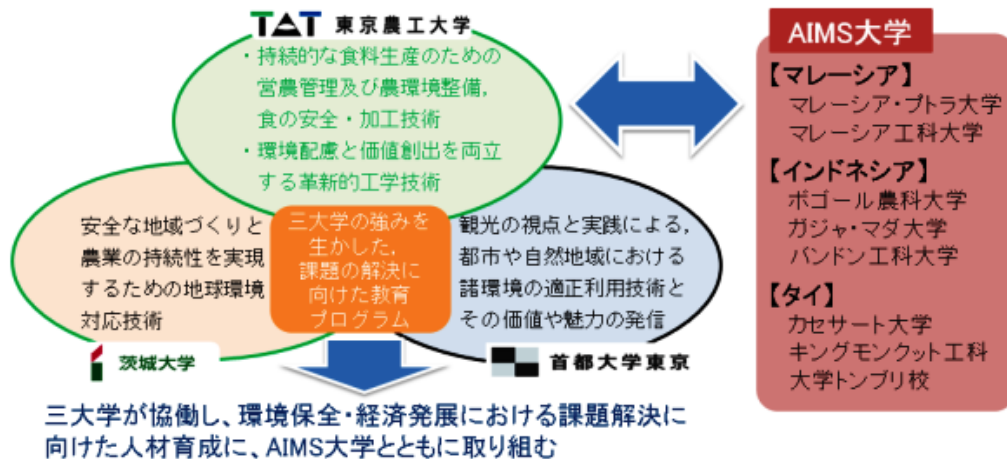 TAT 東京農工大学
・持続的な食料生産のための
営農管理及び農環境整備,
食の安全・加工技術
・環境配慮と価値創出を両立
する革新的工学技術
安全な地域づくりと
農業の持続性を実現
するための地球環境
対応技術
茨城大学
三大学の強みを
生かした,
課題の解決に
向けた教育
プログラム
観光の視点と実践による,
都市や自然地域における
諸環境の適正利用技術と
その価値や魅力の発信
首都大学東京
三大学が協働し、環境保全・経済発展における課題解決に
向けた人材育成に、AIMS大学とともに取り組む
AIMS大学
【マレーシア】
マレーシア・プトラ大学
マレーシア工科大学
【インドネシア】
ボゴール農科大学
ガジャ・マダ大学
バンドン工科大学
【タイ】
カセサート大学
キングモンクット工科
大学トンブリ校